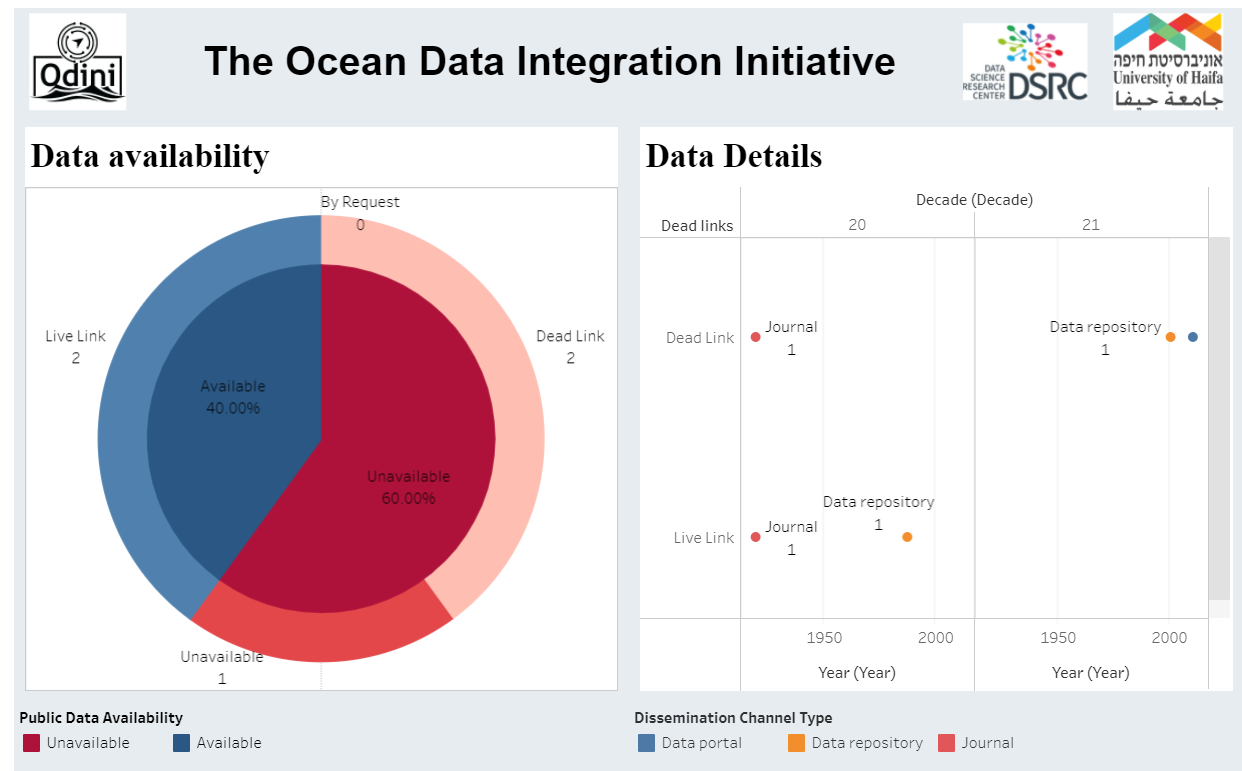 Odini
The Ocean Data Integration Initiative
DATA
SCIENCE
RESEARCH
CENTER
DSRC
אוניברסיטת חיפה
University of Haifa
جامعة حيفا
Data availability
By Request
0
Live Link
2
Dead Link
2
Available
40.00%
Unavailable
60.00%
Unavailable
1
Public Data Availability
Unavailable
Available
Data Details
Decade (Decade)
Dead links
20
21
Dead Link
Journal
1
Data repository
1
Live Link
Journal
1
Data repository
1
1950
2000
1950
2000
Year (Year)
Year (Year)
Dissemination Channel Type
Data portal
Data repository
Journal